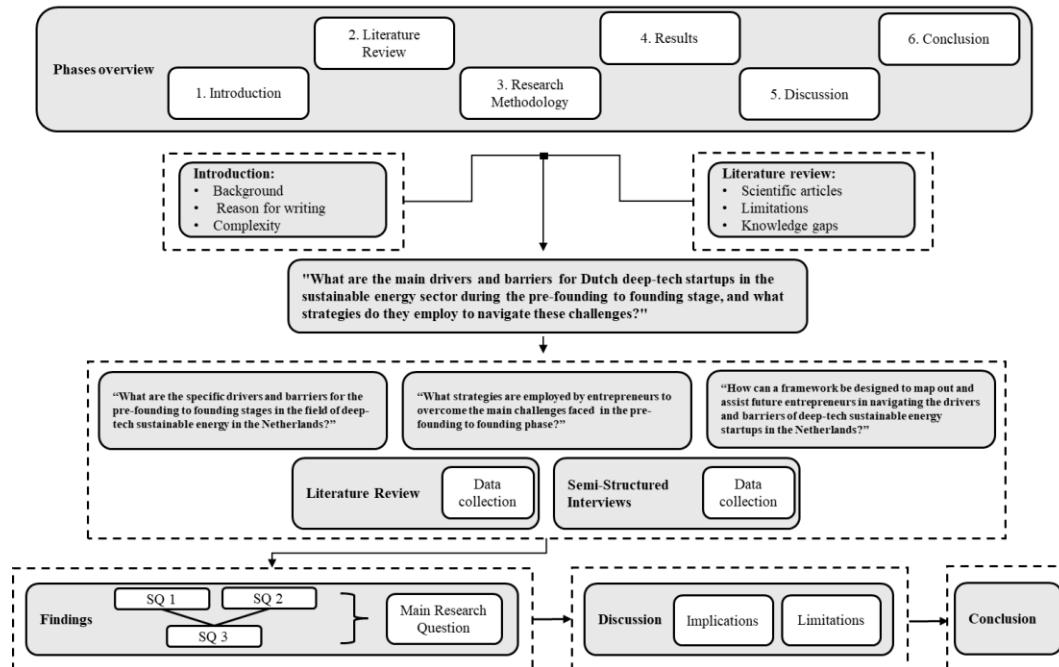 Phases overview
1. Introduction
2. Literature
Review
3. Research
Methodology
4. Results
5. Discussion
6. Conclusion
Introduction:
• Background
• Reason for writing
• Complexity
Literature review:
• Scientific articles
• Limitations
• Knowledge gaps
"What are the main drivers and barriers for Dutch deep-tech startups in the
sustainable energy sector during the pre-founding to founding stage, and what
strategies do they employ to navigate these challenges?"
“What are the specific drivers and barriers for the
pre-founding to founding stages in the field of deep-
tech sustainable energy in the Netherlands?”
“What strategies are employed by entrepreneurs to
overcome the main challenges faced in the pre-
founding to founding phase?”
“How can a framework be designed to map out and
assist future entrepreneurs in navigating the drivers
and barriers of deep-tech sustainable energy
startups in the Netherlands?”
Literature Review
Data
collection
Semi-Structured
Interviews
Data
collection
Findings
SQ 1
SQ 2
SQ 3
Main Research
Question
Discussion
Implications
Limitations
Conclusion